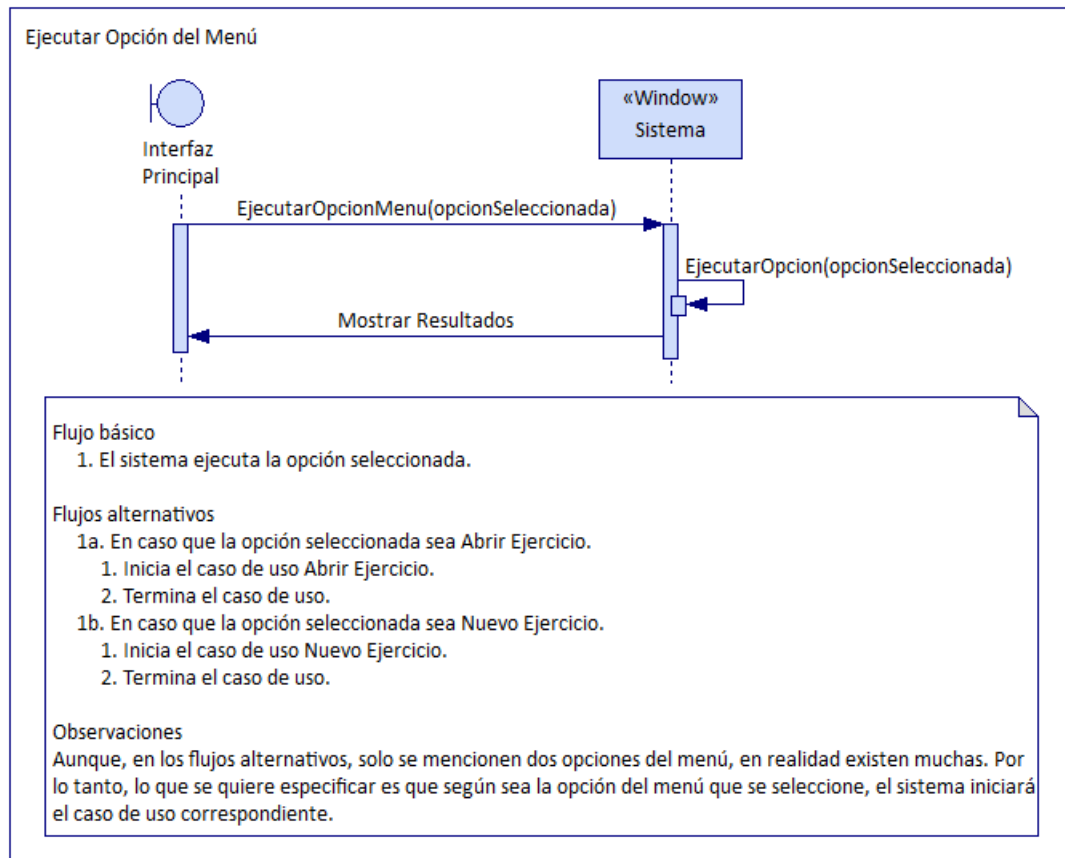 Ejecutar Opción del Menú
«Window»
Sistema
Interfaz
Principal
EjecutarOpcionMenu(opcionSeleccionada)
EjecutarOpcion(opcionSeleccionada)
Mostrar Resultados
Flujo básico
1. El sistema ejecuta la opción seleccionada.
Flujos alternativos
1a. En caso que la opción seleccionada sea Abrir Ejercicio.
1. Inicia el caso de uso Abrir Ejercicio.
2. Termina el caso de uso.
1b. En caso que la opción seleccionada sea Nuevo Ejercicio.
1. Inicia el caso de uso Nuevo Ejercicio.
2. Termina el caso de uso.
Observaciones
Aunque, en los flujos alternativos, solo se mencionen dos opciones del menú, en realidad existen muchas. Por
lo tanto, lo que se quiere especificar es que según sea la opción del menú que se seleccione, el sistema iniciará
el caso de uso correspondiente.